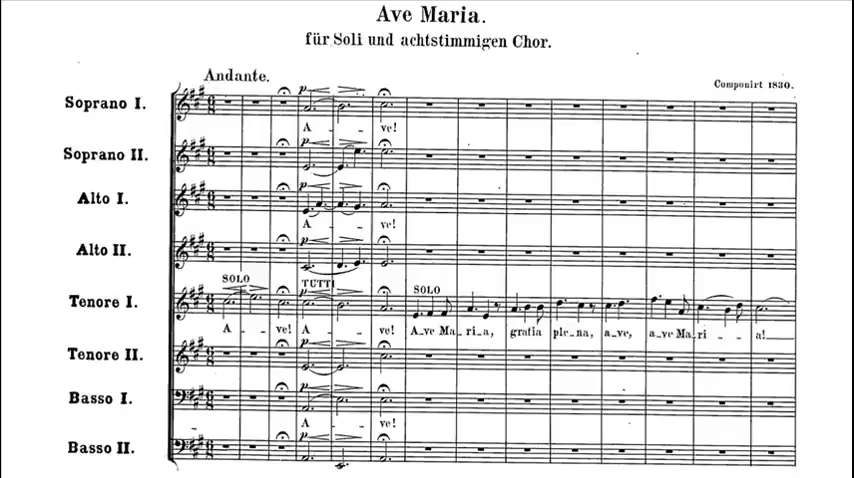 Ave Maria.
für Soli und achtstimmigen Chor.
Andante.
Componirt 1830.
Soprano I.
p
A - - ve!
Soprano II.
p
Alto I.
p
A - - ve!
Alto II.
p
SOLO TUTTI SOLO
Tenore I.
A - - ve! A - - ve! A-ve Ma-ri-a, gratia ple-na, a-ve, a-ve Ma-ri - - a!
Tenore II.
p
Basso I.
p
A - - ve!
Basso II.
p